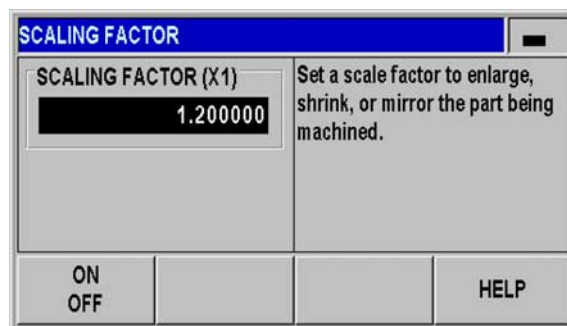 SCALING FACTOR
SCALING FACTOR (X1)
1.200000
Set a scale factor to enlarge,
shrink, or mirror the part being
machined.
ON
OFF
HELP